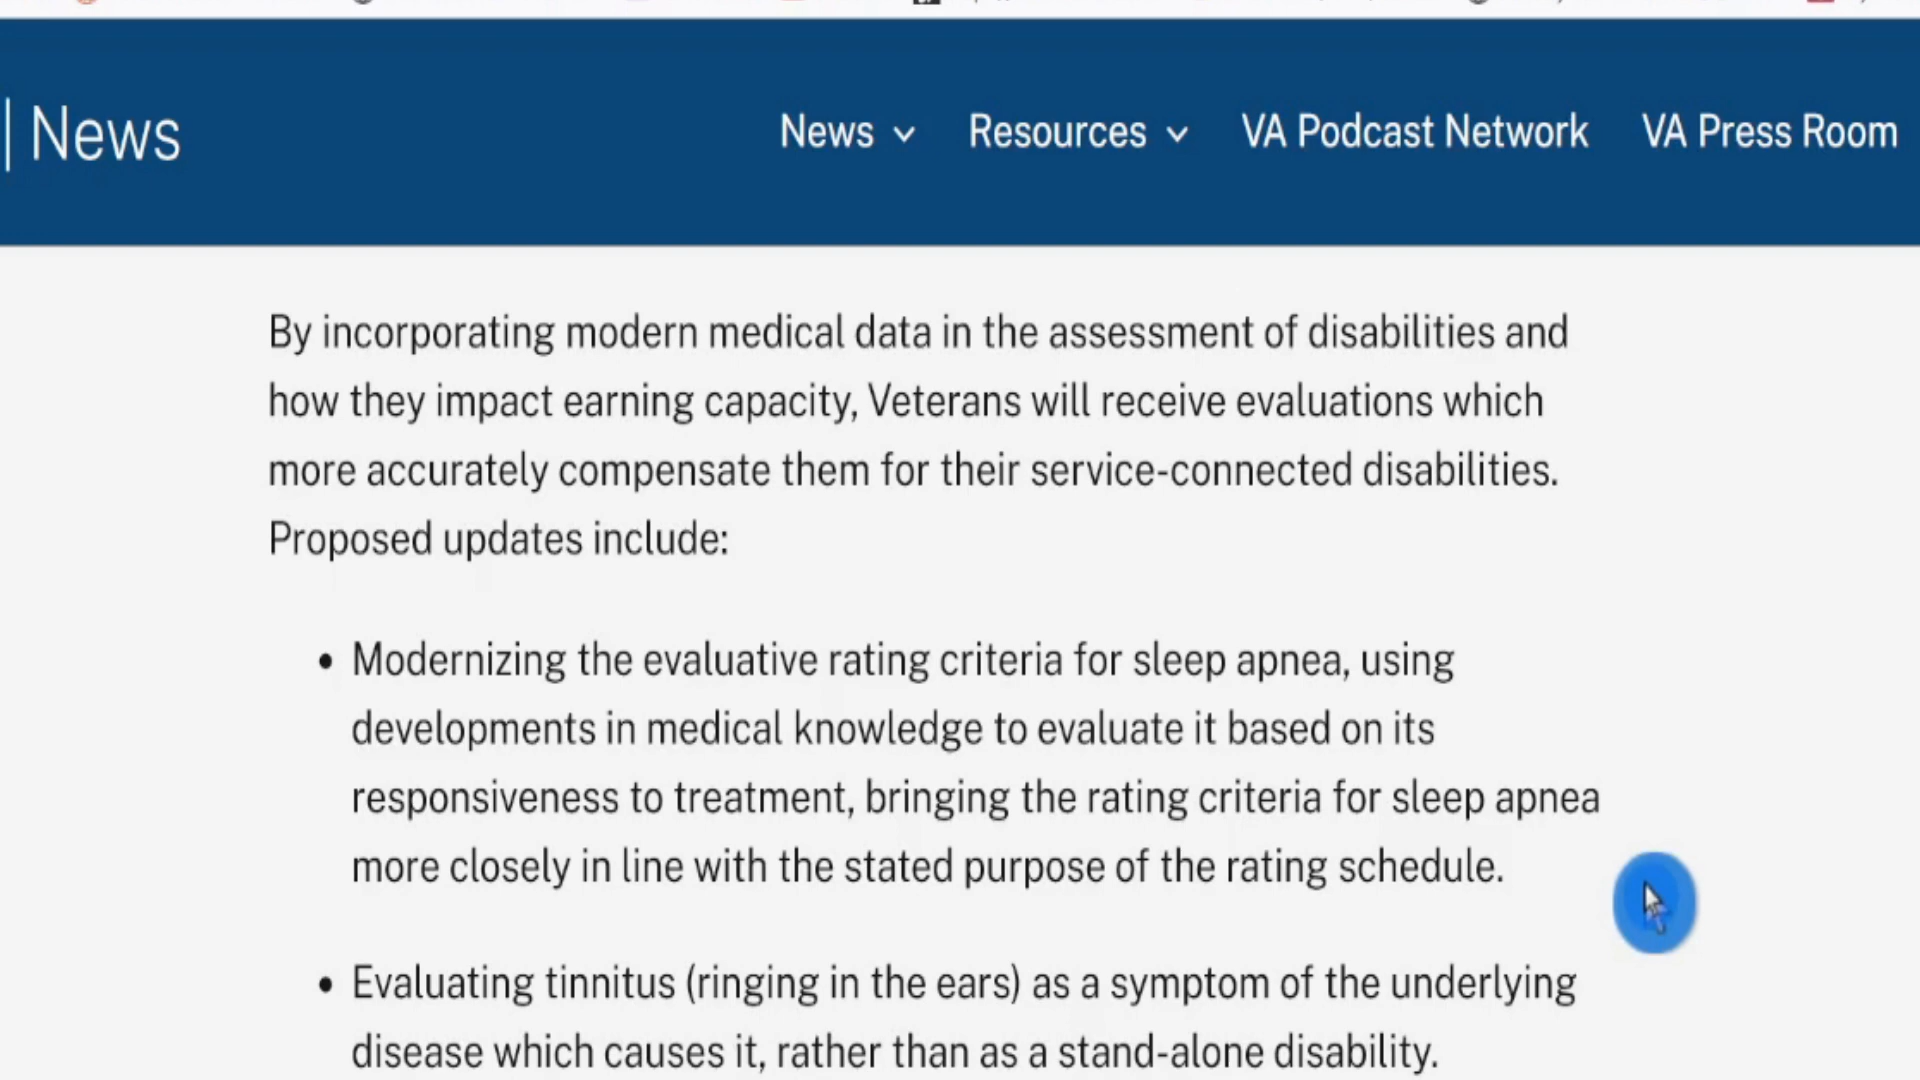 | News
News Resources VA Podcast Network VA Press Room
By incorporating modern medical data in the assessment of disabilities and
how they impact earning capacity, Veterans will receive evaluations which
more accurately compensate them for their service-connected disabilities.
Proposed updates include:
• Modernizing the evaluative rating criteria for sleep apnea, using
developments in medical knowledge to evaluate it based on its
responsiveness to treatment, bringing the rating criteria for sleep apnea
more closely in line with the stated purpose of the rating schedule.
• Evaluating tinnitus (ringing in the ears) as a symptom of the underlying
disease which causes it, rather than as a stand-alone disability.